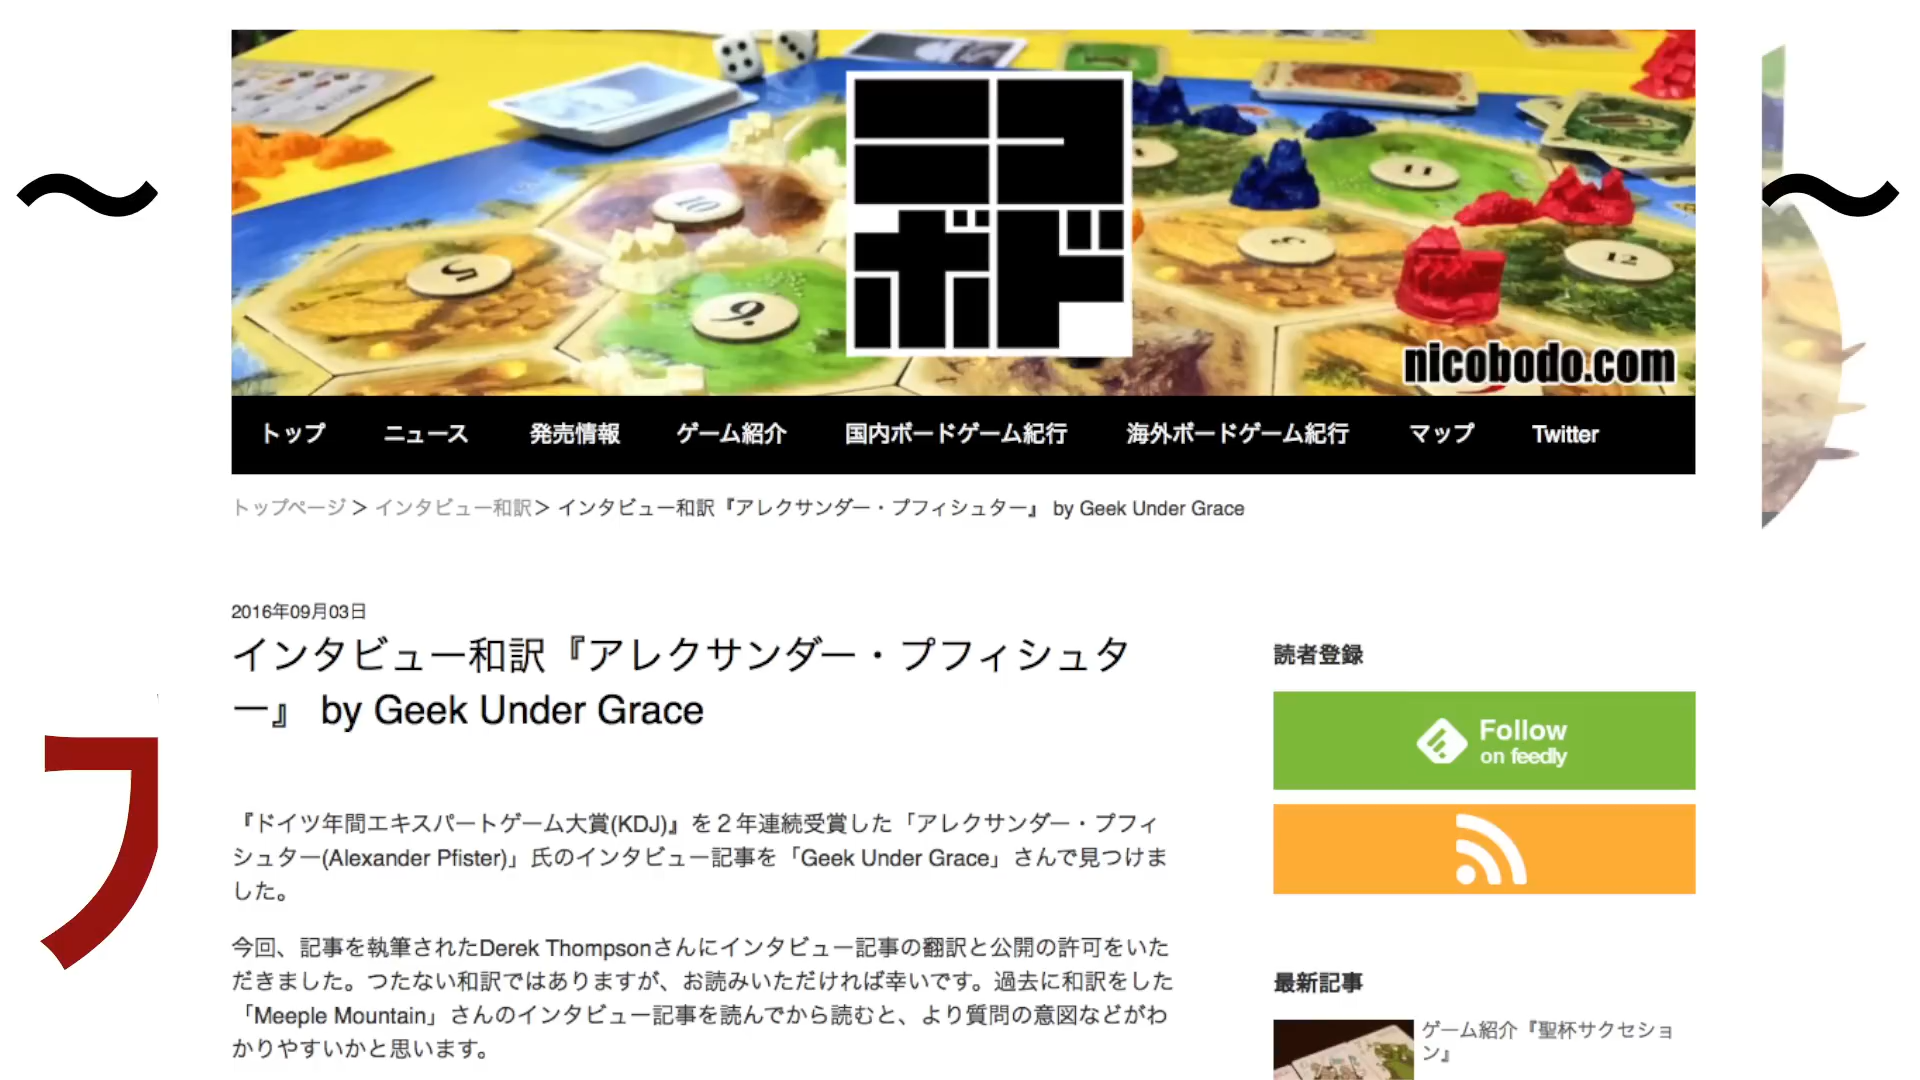 ニコ
ボド
10
5
9.
11
12
nicobodo.com
トップ ニュース 発売情報 ゲーム紹介 国内ボードゲーム紀行 海外ボードゲーム紀行 マップ Twitter
トップページ > インタビュー和訳> インタビュー和訳『アレクサンダー・プフィシュター』 by Geek Under Grace
2016年09月03日
インタビュー和訳『アレクサンダー・プフィシュタ
ー』 by Geek Under Grace
『ドイツ年間エキスパートゲーム大賞(KDJ)』を２年連続受賞した「アレクサンダー・プフィ
シュター(Alexander Pfister)」氏のインタビュー記事を「Geek Under Grace」さんで見つけま
した。
今回、記事を執筆されたDerek Thompsonさんにインタビュー記事の翻訳と公開の許可をいた
だきました。つたない和訳ではありますが、お読みいただければ幸いです。過去に和訳をした
「Meeple Mountain」さんのインタビュー記事を読んでから読むと、より質問の意図などがわ
かりやすいかと思います。
読者登録
Follow
on feedly
最新記事
ゲーム紹介『聖杯サクセショ
ン』
〜
〜